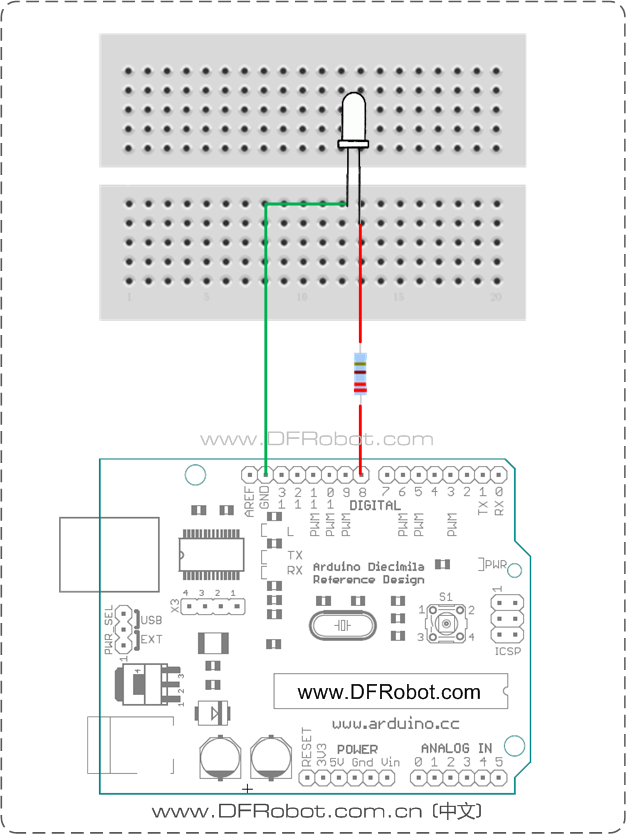 1 5 10 15 20
www.DFRobot.com
AREF GND 13 12 11 10 9 8 7 6 5 4 3 2 1 0
PWM PWM PWM DIGITAL PWM PWM PWM TX RX
L
TX
RX
Arduino Diecimila
Reference Design
PWR
4 3 2 1
X3
S1
1 2
3 4
1
ICSP
PWR SEL
USB
EXT
1
4
1
2
3
www.DFRobot.com
www.arduino.cc
RESET 3V3 5V Gnd Vin
POWER
ANALOG IN
0 1 2 3 4 5
www.DFRobot.com.cn (中文)